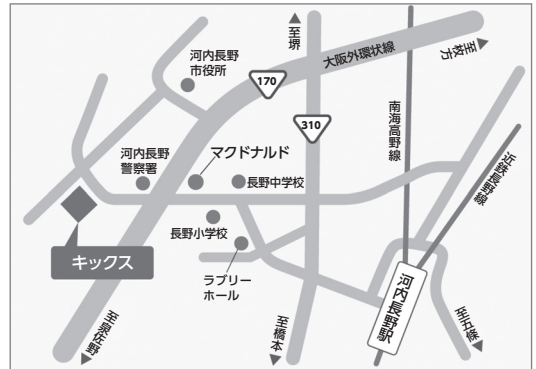 至堺
大阪外環状線
至枚方
河内長野
市役所
170
310
南海高野線
近鉄長野線
河内長野
警察署
マクドナルド
長野中学校
長野小学校
キックス
ラブリー
ホール
河内長野駅
至泉佐野
至橋本
至五條